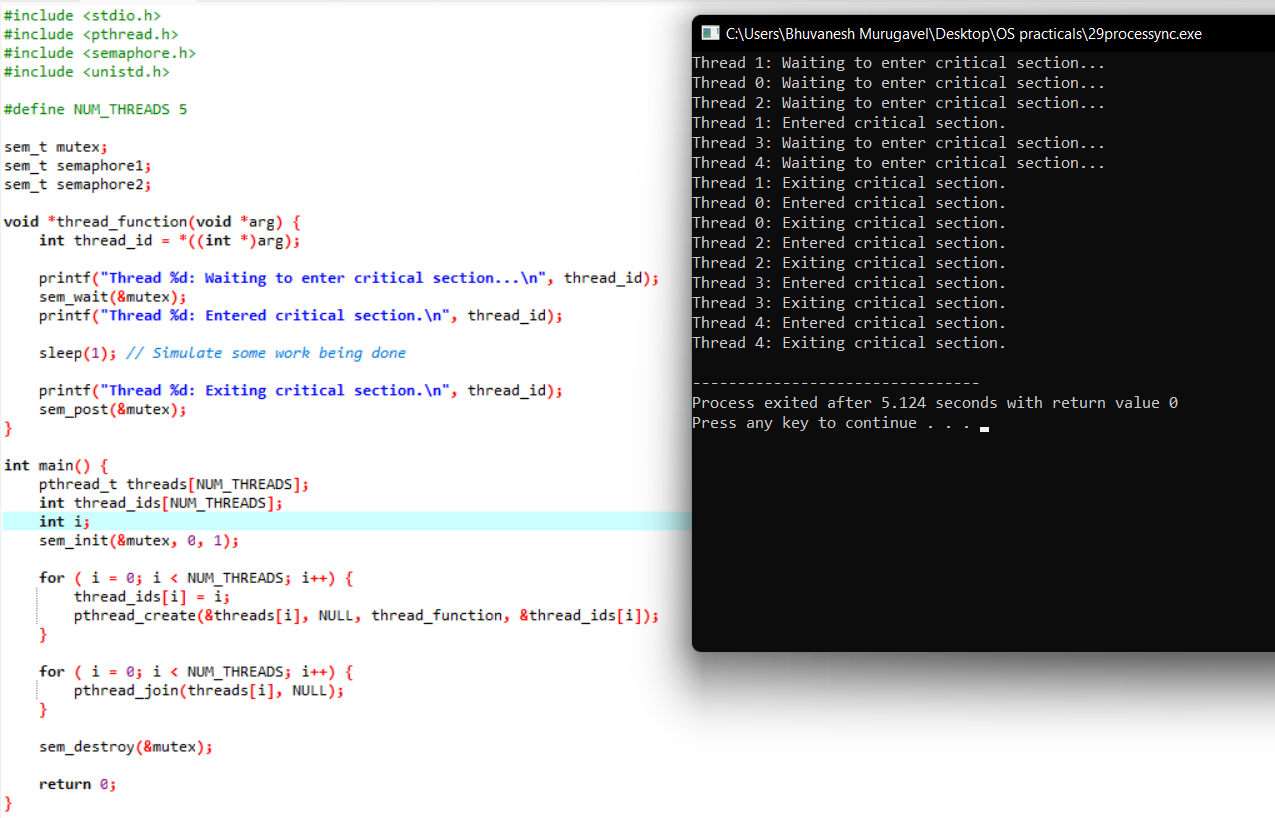 #include <stdio.h>
#include <pthread.h>
#include <semaphore.h>
#include <unistd.h>

#define NUM_THREADS 5

sem_t mutex;
sem_t semaphore1;
sem_t semaphore2;

void *thread_function(void *arg) {
    int thread_id = *((int *)arg);

    printf("Thread %d: Waiting to enter critical section...\n", thread_id);
    sem_wait(&mutex);
    printf("Thread %d: Entered critical section.\n", thread_id);

    sleep(1); // Simulate some work being done

    printf("Thread %d: Exiting critical section.\n", thread_id);
    sem_post(&mutex);
}

int main() {
    pthread_t threads[NUM_THREADS];
    int thread_ids[NUM_THREADS];
    int i;
    sem_init(&mutex, 0, 1);

    for ( i = 0; i < NUM_THREADS; i++) {
        thread_ids[i] = i;
        pthread_create(&threads[i], NULL, thread_function, &thread_ids[i]);
    }

    for ( i = 0; i < NUM_THREADS; i++) {
        pthread_join(threads[i], NULL);
    }

    sem_destroy(&mutex);

    return 0;
}
C:\Users\Bhuvanesh Murugavel\Desktop\OS practicals\29processync.exe
Thread 1: Waiting to enter critical section...
Thread 0: Waiting to enter critical section...
Thread 2: Waiting to enter critical section...
Thread 1: Entered critical section.
Thread 3: Waiting to enter critical section...
Thread 4: Waiting to enter critical section...
Thread 1: Exiting critical section.
Thread 0: Entered critical section.
Thread 0: Exiting critical section.
Thread 2: Entered critical section.
Thread 2: Exiting critical section.
Thread 3: Entered critical section.
Thread 3: Exiting critical section.
Thread 4: Entered critical section.
Thread 4: Exiting critical section.

--------------------------------
Process exited after 5.124 seconds with return value 0
Press any key to continue . . .